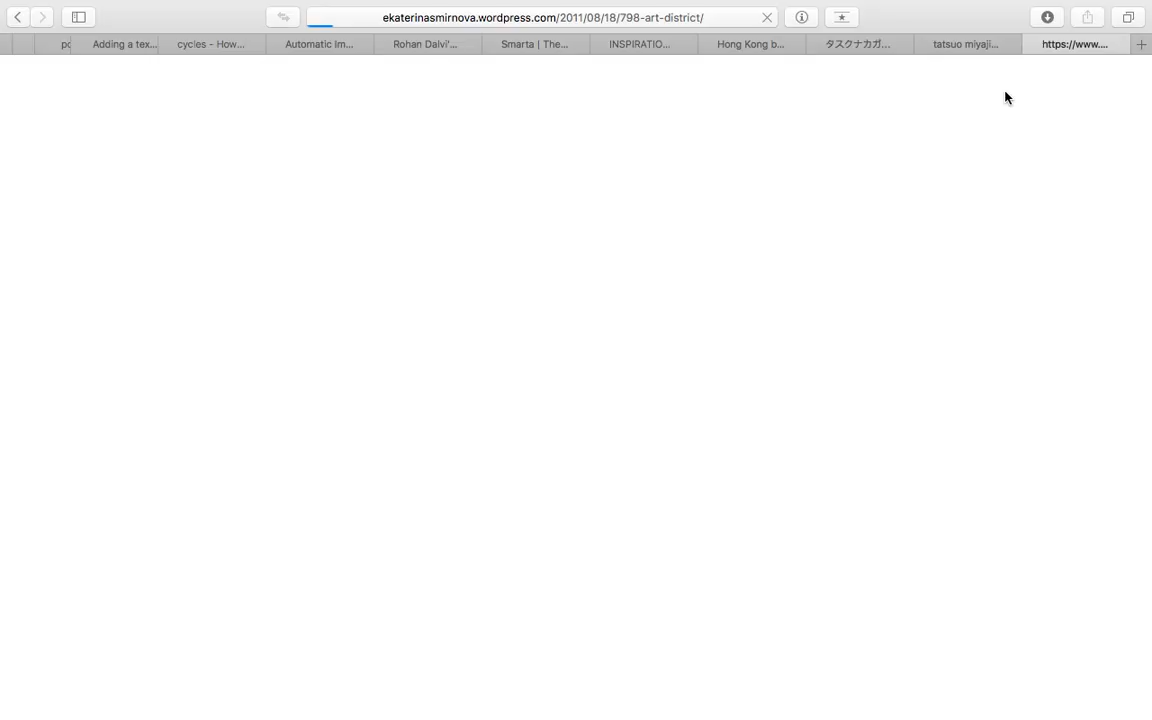 ekaterinasmirnova.wordpress.com/2011/08/18/798-art-district/
po
Adding a tex...
cycles - How...
Automatic Im...
Rohan Dalvi'...
Smarta | The...
INSPIRATIO...
Hong Kong b...
タスクナカガ...
tatsuo miyaji...
https://www....